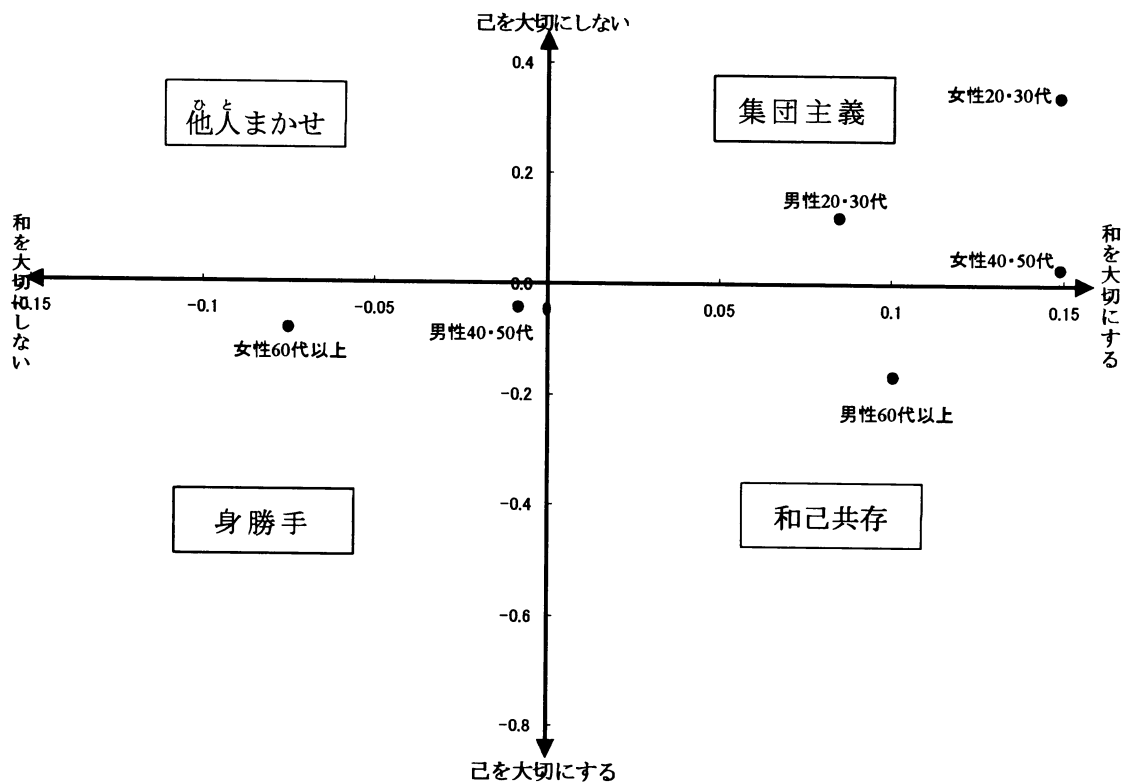 己を大切にしない
0.4
ひと
他人まかせ
集団主義
女性20・30代
0.2
男性20・30代
和を大切にしない
和を大切にする
女性40・50代
-0.15
-0.1
-0.05
0.0
0.05
0.1
0.15
男性40・50代
女性60代以上
-0.2
男性60代以上
-0.4
身勝手
和己共存
-0.6
-0.8
己を大切にする